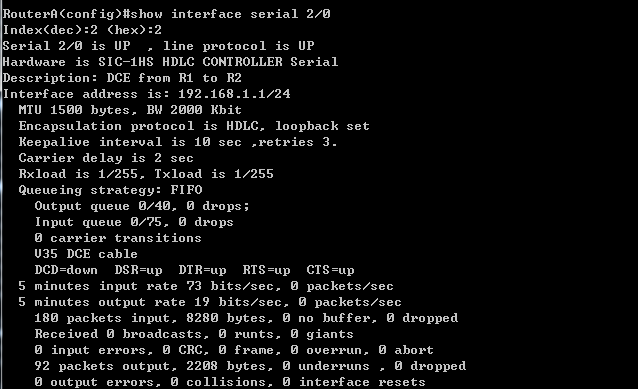 RouterA(config)#show interface serial 2/0
Index(dec):2 (hex):2
Serial 2/0 is UP  , line protocol is UP
Hardware is SIC-1HS HDLC CONTROLLER Serial
Description: DCE from R1 to R2
Interface address is: 192.168.1.1/24
  MTU 1500 bytes, BW 2000 Kbit
  Encapsulation protocol is HDLC, loopback set
  Keepalive interval is 10 sec ,retries 3.
  Carrier delay is 2 sec
  Rxload is 1/255, Txload is 1/255
  Queueing strategy: FIFO
    Output queue 0/40, 0 drops;
    Input queue 0/75, 0 drops
    0 carrier transitions
    V35 DCE cable
    DCD=down  DSR=up  DTR=up  RTS=up  CTS=up
  5 minutes input rate 73 bits/sec, 0 packets/sec
  5 minutes output rate 19 bits/sec, 0 packets/sec
    180 packets input, 8280 bytes, 0 no buffer, 0 dropped
    Received 0 broadcasts, 0 runts, 0 giants
    0 input errors, 0 CRC, 0 frame, 0 overrun, 0 abort
    92 packets output, 2208 bytes, 0 underruns , 0 dropped
    0 output errors, 0 collisions, 0 interface resets